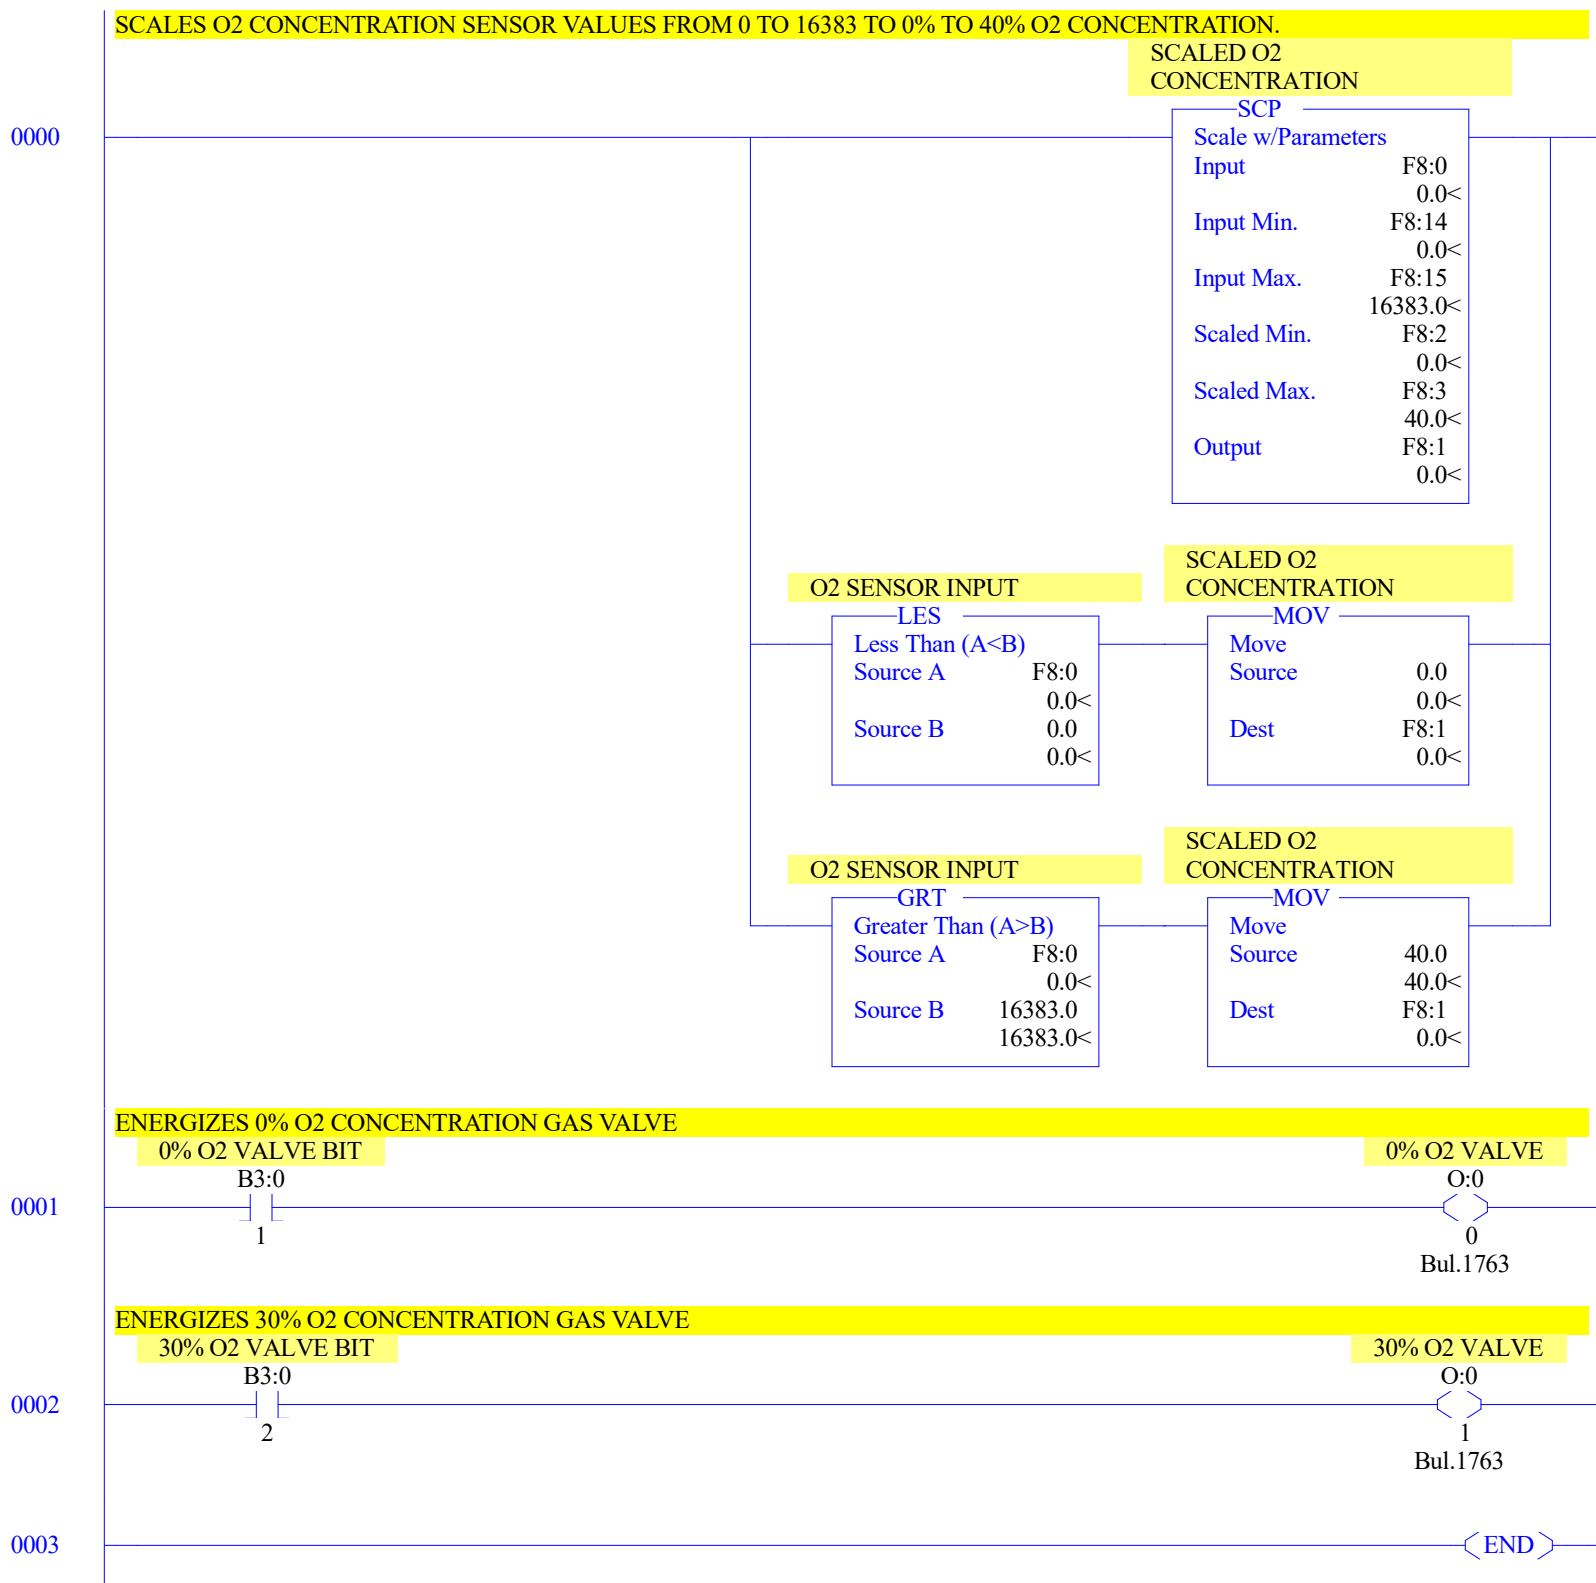 SCALES O2 CONCENTRATION SENSOR VALUES FROM 0 TO 16383 TO 0% TO 40% O2 CONCENTRATION.
SCALED O2
CONCENTRATION
SCP
0000
Scale w/Parameters
Input F8:0
0.0<
Input Min. F8:14
0.0<
Input Max. F8:15
16383.0<
Scaled Min. F8:2
0.0<
Scaled Max. F8:3
40.0<
Output F8:1
0.0<
O2 SENSOR INPUT
LES
Less Than (A<B)
Source A F8:0
0.0<
Source B 0.0
0.0<
SCALED O2
CONCENTRATION
MOV
Move
Source 0.0
0.0<
Dest F8:1
0.0<
O2 SENSOR INPUT
GRT
Greater Than (A>B)
Source A F8:0
0.0<
Source B 16383.0
16383.0<
SCALED O2
CONCENTRATION
MOV
Move
Source 40.0
40.0<
Dest F8:1
0.0<
ENERGIZES 0% O2 CONCENTRATION GAS VALVE
0% O2 VALVE BIT
B3:0
0001
1
0% O2 VALVE
O:0
0
Bul.1763
ENERGIZES 30% O2 CONCENTRATION GAS VALVE
30% O2 VALVE BIT
B3:0
0002
2
30% O2 VALVE
O:0
1
Bul.1763
0003
END